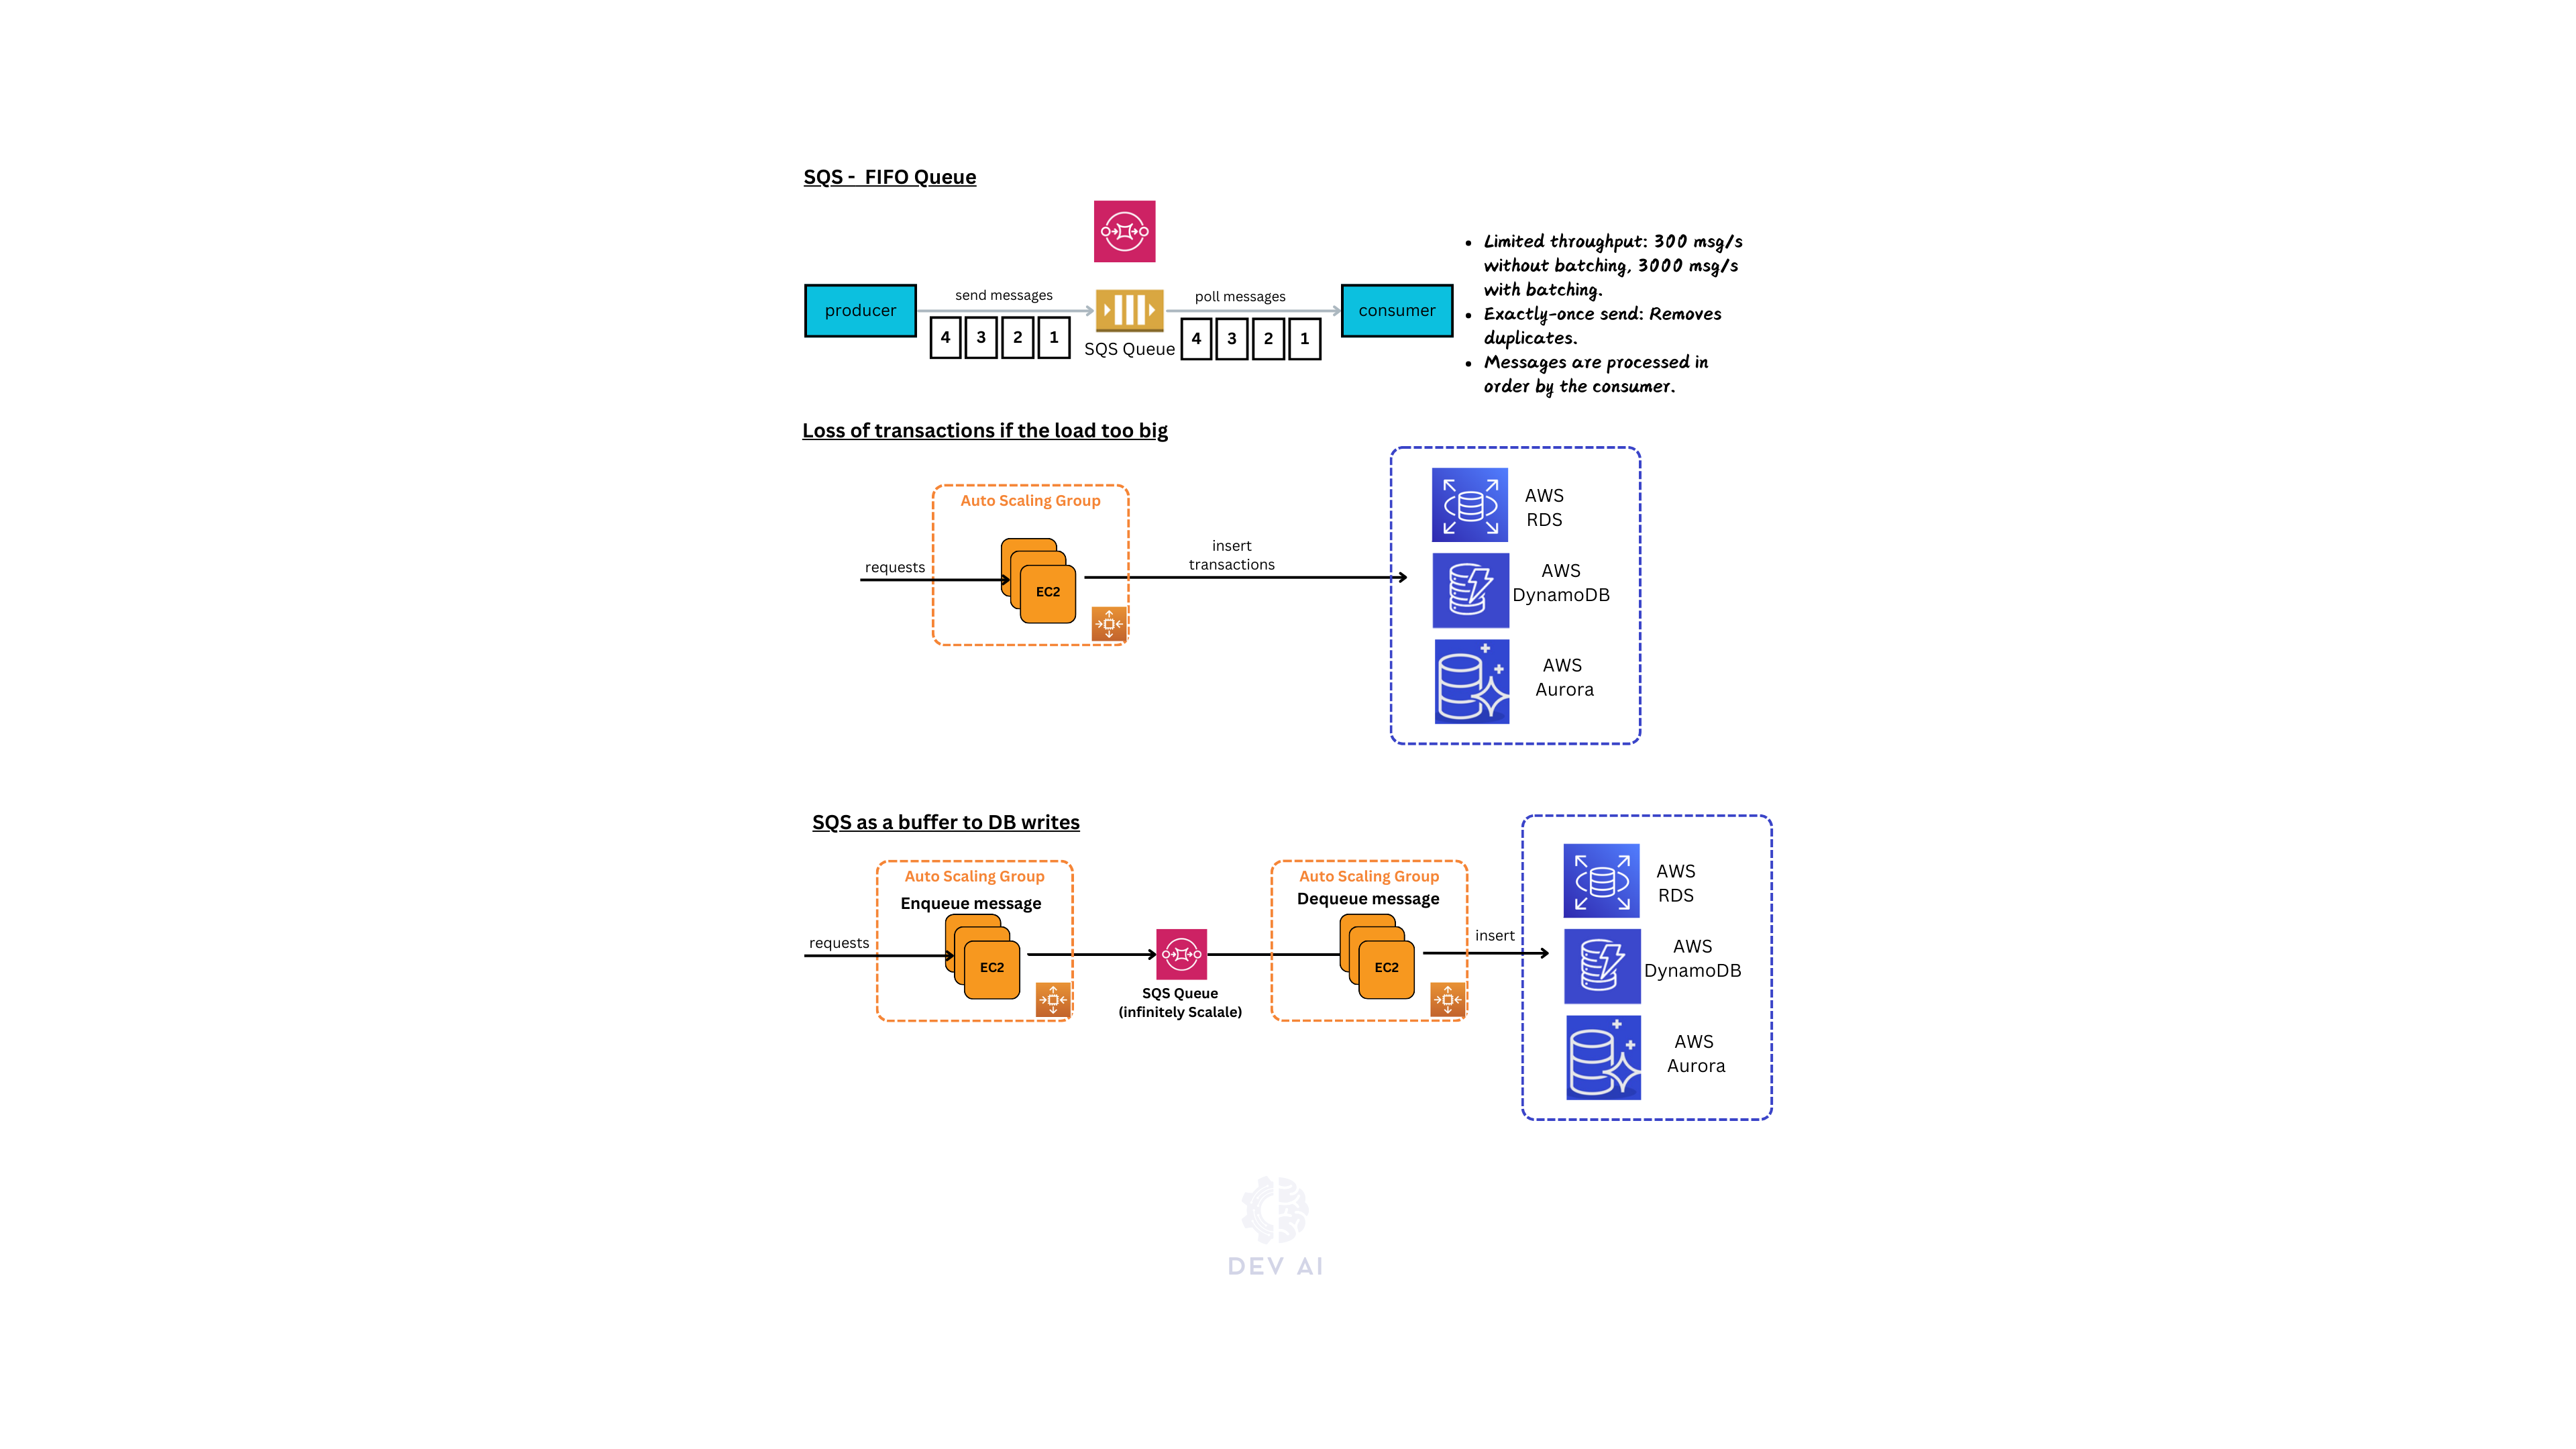 SQS -  FIFO Queue
producer
send messages
4 3 2 1
SQS Queue
poll messages
4 3 2 1
consumer
Limited throughput: 300 msg/s
without batching, 3000 msg/s
with batching.
Exactly-once send: Removes
duplicates.
Messages are processed in
order by the consumer.
Loss of transactions if the load too big
Auto Scaling Group
requests
EC2
insert
transactions
AWS
RDS
AWS
DynamoDB
AWS
Aurora
SQS as a buffer to DB writes
Auto Scaling Group
Enqueue message
requests
EC2
SQS Queue
(infinitely Scalale)
Auto Scaling Group
Dequeue message
EC2
insert
AWS
RDS
AWS
DynamoDB
AWS
Aurora
DEV AI